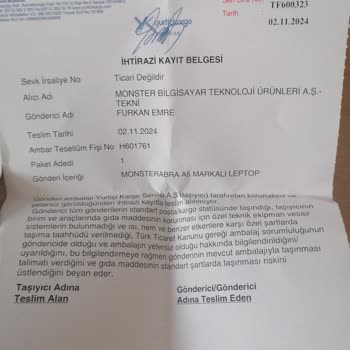 yurtiçi kargo
TF600323
Tarih
02.11.2024
İHTİRAZİ KAYIT BELGESİ
Sevk İrsaliye No Ticari Değildir
Alıcı Adı MONSTER BİLGİSAYAR TEKNOLOJİ ÜRÜNLERİ A.Ş.-
TEKNİ
Gönderici Adı FURKAN EMRE
Teslim Tarihi 02.11.2024
Ambar Tesellüm Fişi No H601761
Paket Adedi 1
Gönderi İçeriği MONSTERABRA A5 MARKALI LEPTOP
Gönderi ambalajı Yurtiçi Kargo Servisi A.Ş.(taşıyıcı) tarafından
yetersiz görüldüğünden ihtirazi kayıtla teslim alınmıştır.
Gönderici tüm gönderilerin standart posta/kargo statüsünde taşındığı, taşıyıcının
birim ve araçlarında gıda maddesinin korunması için özel teknik ekipman vesair
sistemlerin bulunmadığı ve ısı, nem ve benzer etkenlere karşı özel şartlarda
taşıma taahhüdü verilmediği, Türk Ticaret Kanunu gereği ambalaj sorumluluğunun
göndericide olduğu ve ambalajın yetersiz olduğu hakkında bilgilendirildiğini/
uyarıldığını, bu bilgilendirmeye rağmen gönderinin mevcut ambalajıyla taşınması
talimatı verdiğini ve gıda maddesinin standart şartlarda taşınması riskini
üstlendiğini beyan eder.
Taşıyıcı Adına Gönderici/Gönderici
Teslim Alan Adına Teslim Eden